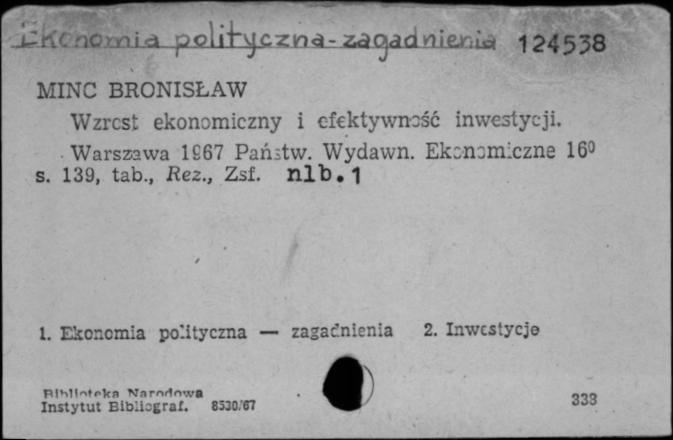 Ekonomia polityczna-zagadnienia 124538
MINC BRONISŁAW
Wzrost ekonomiczny i efektywność inwestycji.
Warszawa 1967 Państw. Wydawn. Ekonomiczne 16⁰
s. 139, tab., Rez., Zsf. nlb.1
1. Ekonomia polityczna — zagadnienia 2. Inwestycje
Biblioteka Narodowa
Instytut Bibliograf. 8530/67 338